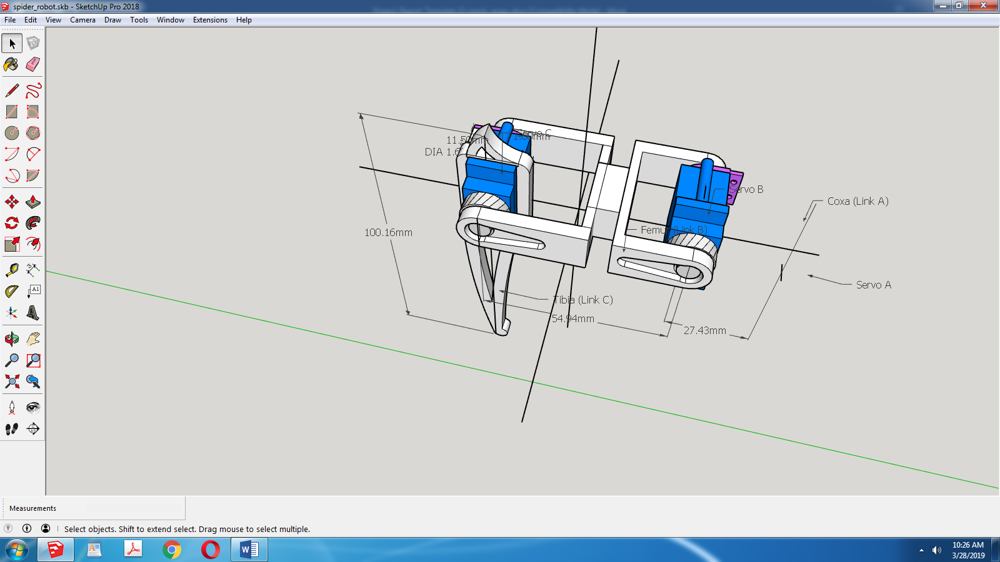 spider_robot.skb - SketchUp Pro 2018
File Edit View Camera Draw Tools Window Extensions Help
A1
11.50mm
DIA 1.6
Servo C
Servo B
Coxa (Link A)
100.16mm
Femur (Link B)
Servo A
Tibia (Link C)
54.94mm
27.43mm
Measurements
Select objects. Shift to extend select. Drag mouse to select multiple.
10:26 AM
3/28/2019